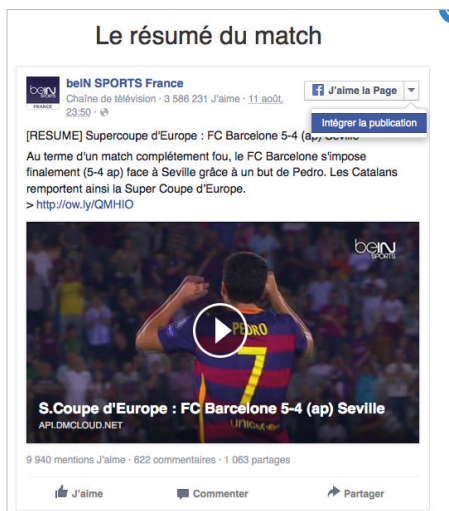 Le résumé du match
beIN SPORTS
FRANCE
beIN SPORTS France
Chaîne de télévision · 3 586 231 J'aime · 11 août,
23:50 ·
J'aime la Page
Intégrer la publication
[RESUME] Supercoupe d'Europe : FC Barcelone 5-4 (ap) Seville
Au terme d'un match complétement fou, le FC Barcelone s'impose
finalement (5-4 ap) face à Seville grâce à un but de Pedro. Les Catalans
remportent ainsi la Super Coupe d'Europe.
> http://ow.ly/QMHIO
beIN
SPORTS
PEDRO
7
S.Coupe d'Europe : FC Barcelone 5-4 (ap) Seville
API.DMCLOUD.NET
9 940 mentions J'aime · 622 commentaires · 1 063 partages
J'aime
Commenter
Partager